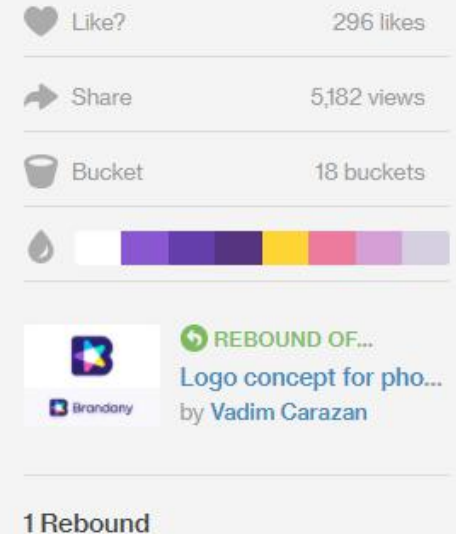 Like? 296 likes
Share 5,182 views
Bucket 18 buckets
REBOUND OF...
Logo concept for pho...
by Vadim Carazan
B Brandany
1 Rebound